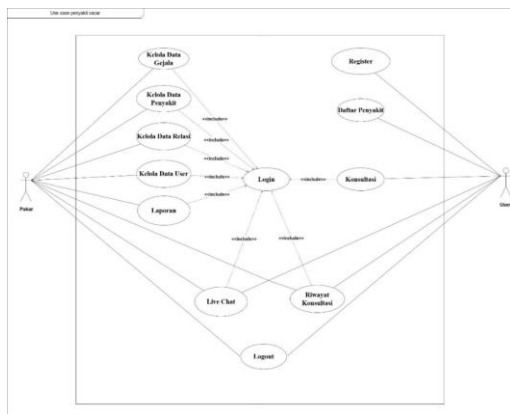 Use case penyakit cacar
Kelola Data
Gejala
Register
Kelola Data
Penyakit
Daftar Penyakit
<<include>>
Kelola Data Relasi
<<include>>
<<include>>
Kelola Data User
<<include>>
Login
<<include>>
Konsultasi
<<include>>
Laporan
Pakar
User
<<include>>
<<include>>
Live Chat
Riwayat
Konsultasi
Logout